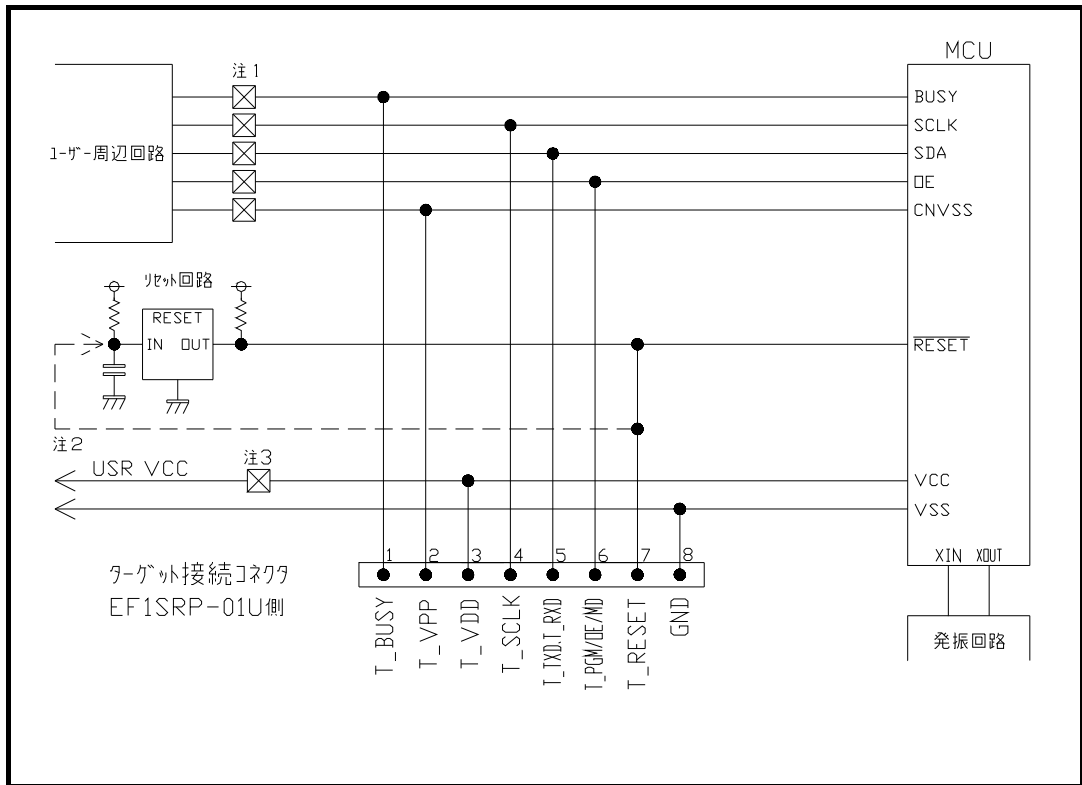 MCU
注1
BUSY
SCLK
ユーザー周辺回路
SDA
OE
CNVSS
リセット回路
RESET
IN OUT
RESET
注2
USR VCC
注3
VCC
VSS
XIN XOUT
ターゲット接続コネクタ
EF1SRP-01U側
1 2 3 4 5 6 7 8
発振回路
T_BUSY
T_VPP
T_VDD
T_SCLK
T_TXD.T_RXD
T_PGM/OE/MD
T_RESET
GND